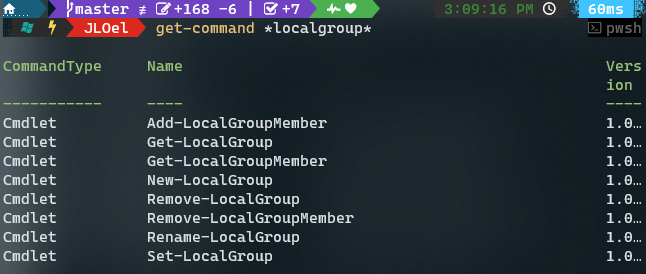 master ≢ +168 ~6 | +7 3:09:16 PM 60ms
JLOel get-command *localgroup* pwsh
CommandType Name Vers
ion
----------- ---- ----
Cmdlet Add-LocalGroupMember 1.0…
Cmdlet Get-LocalGroup 1.0…
Cmdlet Get-LocalGroupMember 1.0…
Cmdlet New-LocalGroup 1.0…
Cmdlet Remove-LocalGroup 1.0…
Cmdlet Remove-LocalGroupMember 1.0…
Cmdlet Rename-LocalGroup 1.0…
Cmdlet Set-LocalGroup 1.0…